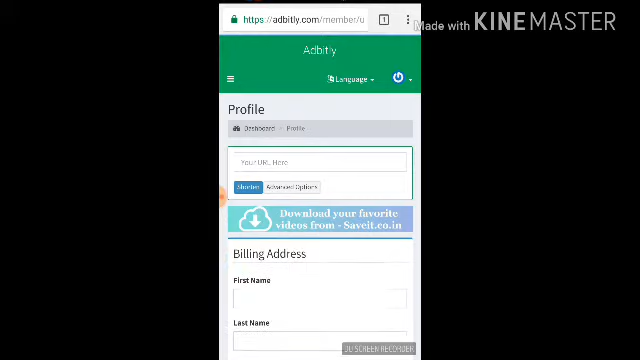 https://adbitly.com/member/u
1
Made with KINEMASTER
Adbitly
Language
Profile
Dashboard / Profile
Your URL Here
Shorten Advanced Options
Download your favorite
videos from - Saveit.co.in
Billing Address
First Name
Last Name
DU SCREEN RECORDER